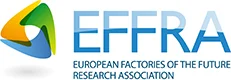 EFFRA
EUROPEAN FACTORIES OF THE FUTURE
RESEARCH ASSOCIATION